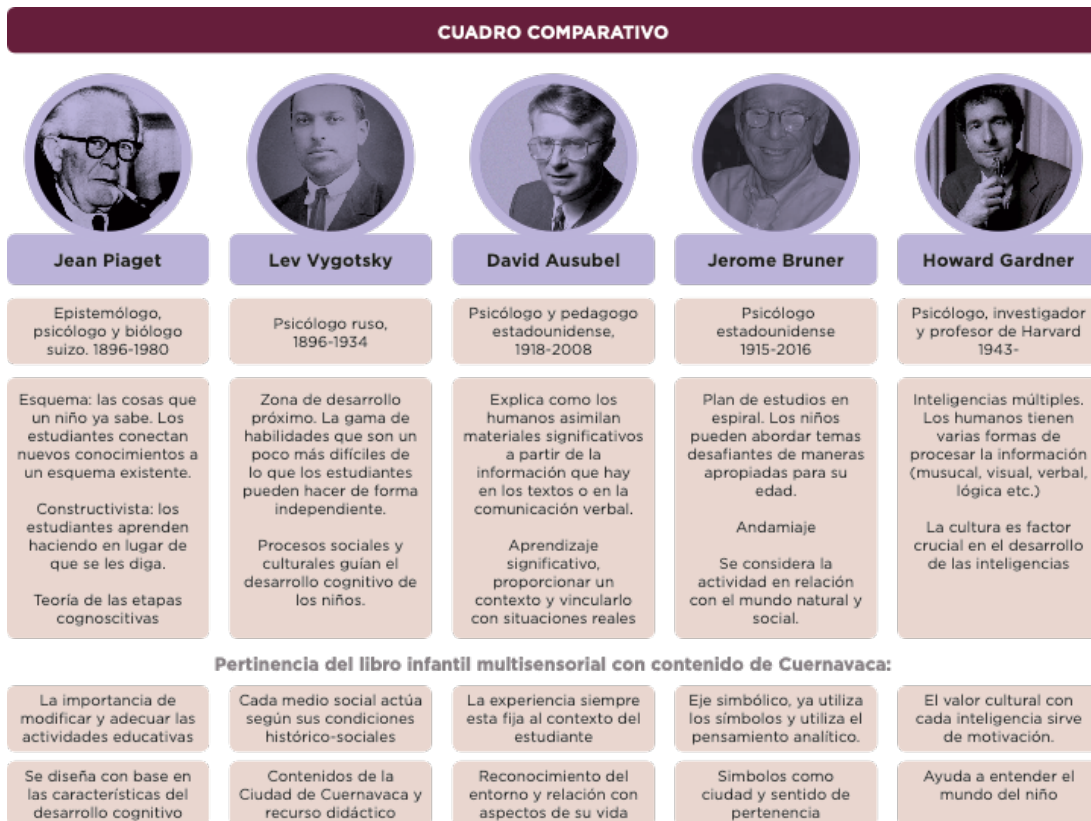 CUADRO COMPARATIVO
Jean Piaget
Lev Vygotsky
David Ausubel
Jerome Bruner
Howard Gardner
Epistemólogo,
psicólogo y biólogo
suizo. 1896-1980
Psicólogo ruso,
1896-1934
Psicólogo y pedagogo
estadounidense,
1918-2008
Psicólogo
estadounidense
1915-2016
Psicólogo, investigador
y profesor de Harvard
1943-
Esquema: las cosas que
un niño ya sabe. Los
estudiantes conectan
nuevos conocimientos a
un esquema existente.
Constructivista: los
estudiantes aprenden
haciendo en lugar de
que se les diga.
Teoría de las etapas
cognoscitivas
Zona de desarrollo
próximo. La gama de
habilidades que son un
poco más difíciles de
lo que los estudiantes
pueden hacer de forma
independiente.
Procesos sociales y
culturales guían el
desarrollo cognitivo de
los niños.
Explica como los
humanos asimilan
materiales significativos
a partir de la
información que hay
en los textos o en la
comunicación verbal.
Aprendizaje
significativo,
proporcionar un
contexto y vincularlo
con situaciones reales
Plan de estudios en
espiral. Los niños
pueden abordar temas
desafiantes de maneras
apropiadas para su
edad.
Andamiaje
Se considera la
actividad en relación
con el mundo natural y
social.
Inteligencias múltiples.
Los humanos tienen
varias formas de
procesar la información
(musucal, visual, verbal,
lógica etc.)
La cultura es factor
crucial en el desarrollo
de las inteligencias
Pertinencia del libro infantil multisensorial con contenido de Cuernavaca:
La importancia de
modificar y adecuar las
actividades educativas
Cada medio social actúa
según sus condiciones
histórico-sociales
La experiencia siempre
esta fija al contexto del
estudiante
Eje simbólico, ya utiliza
los símbolos y utiliza el
pensamiento analítico.
El valor cultural con
cada inteligencia sirve
de motivación.
Se diseña con base en
las características del
desarrollo cognitivo
Contenidos de la
Ciudad de Cuernavaca y
recurso didáctico
Reconocimiento del
entorno y relación con
aspectos de su vida
Simbolos como
ciudad y sentido de
pertenencia
Ayuda a entender el
mundo del niño